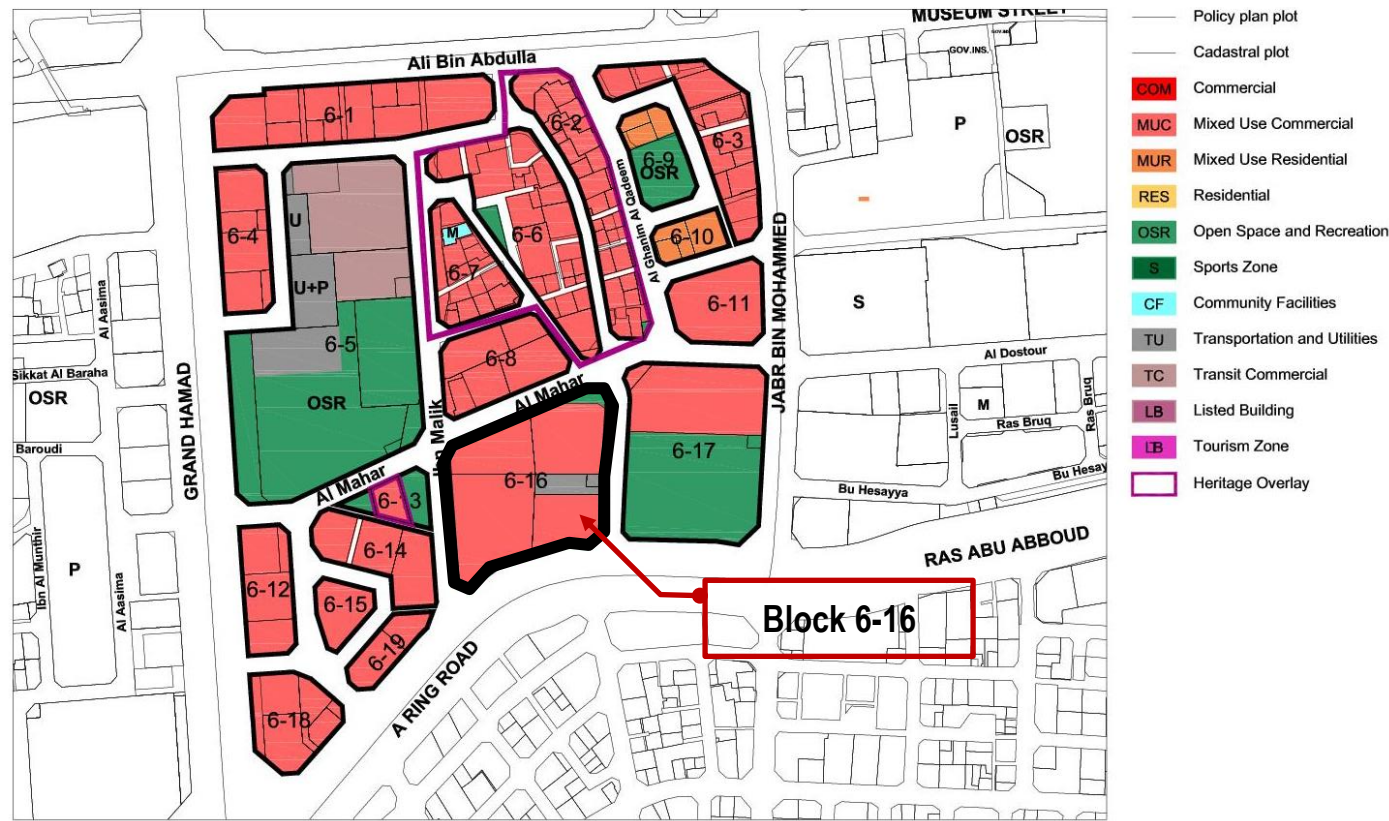 MUSEUM STREET
Ali Bin Abdulla
GOV.INS.
6-1
6-2
6-3
P
OSR
6-9
OSR
U
6-4
M
6-6
6-10
Al Ghanim Al Qadeem
6-7
U+P
6-11
S
JABR BIN MOHAMMED
Al Aasima
6-5
6-8
Al Dostour
Sikkat Al Baraha
OSR
OSR
Al Mahar
M
Lusail
Ras Bruq
Ras Bruq
Baroudi
GRAND HAMAD
Ibn Malik
6-17
Al Mahar
6-16
Bu Hesayya
Bu Hesay
6-13
RAS ABU ABBOUD
6-14
P
Ibn Al Munthir
Al Aasima
6-12
6-15
Block 6-16
6-19
A RING ROAD
6-18
Policy plan plot
Cadastral plot
COM Commercial
MUC Mixed Use Commercial
MUR Mixed Use Residential
RES Residential
OSR Open Space and Recreation
S Sports Zone
CF Community Facilities
TU Transportation and Utilities
TC Transit Commercial
LB Listed Building
Tourism Zone
Heritage Overlay